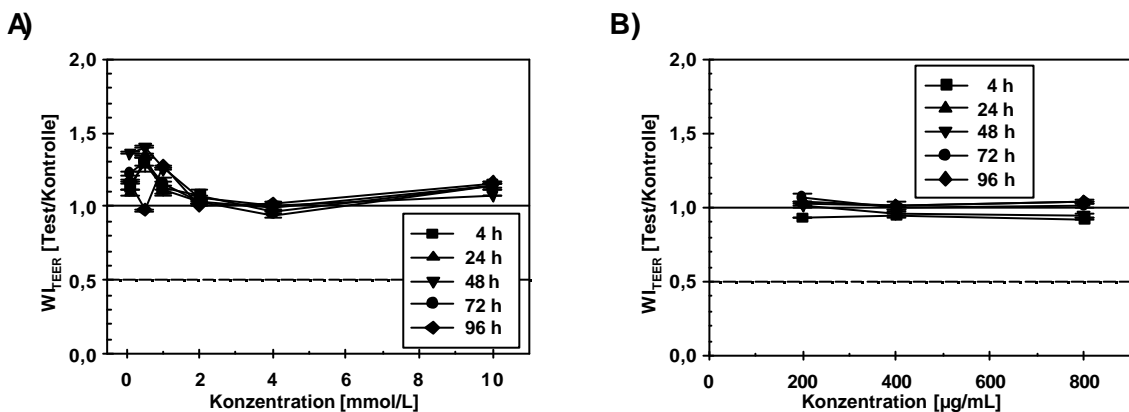 A)
2,0
1,5
1,0
0,5
0,0
WI_TEER [Test/Kontrolle]
4 h
24 h
48 h
72 h
96 h
0 2 4 6 8 10
Konzentration [mmol/L]
B)
2,0
1,5
1,0
0,5
0,0
WI_TEER [Test/Kontrolle]
4 h
24 h
48 h
72 h
96 h
0 200 400 600 800
Konzentration [µg/mL]